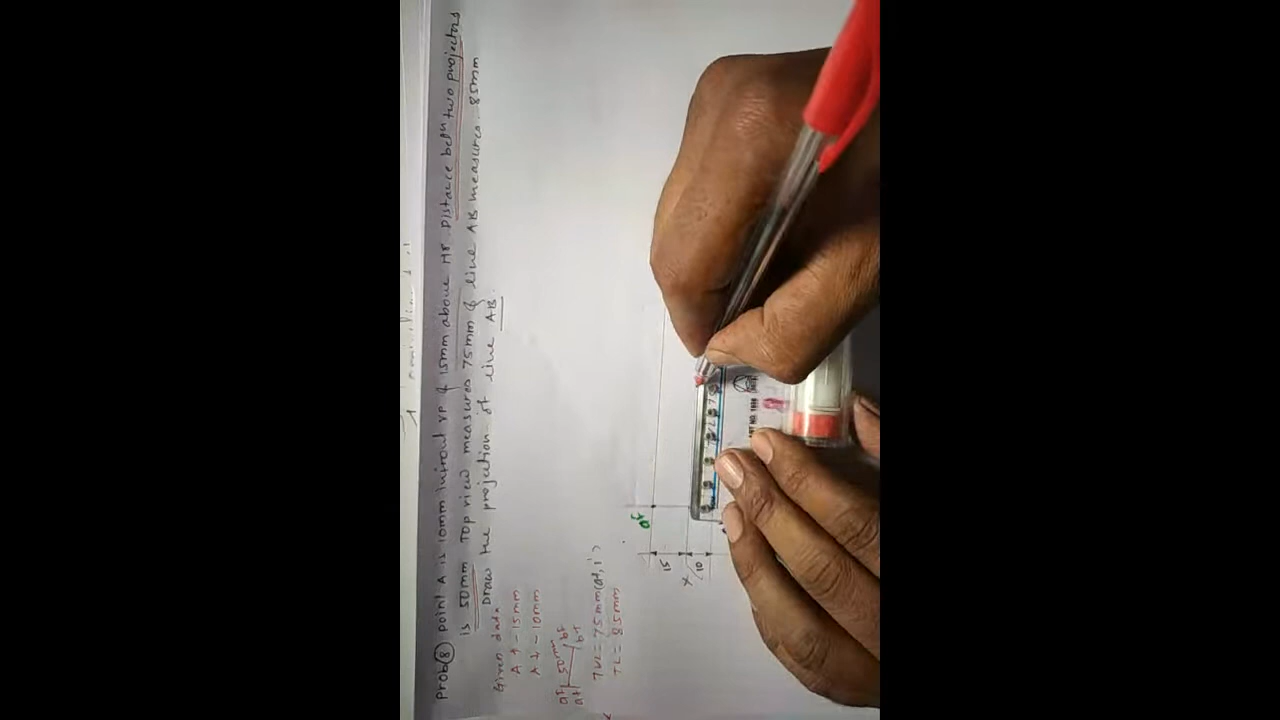 prob(8) point A is 10mm infront VP & 15mm above HP. Distance betn two projectors
is 50mm Top view measures 75mm & line AB measures 85mm
Draw the projection of line AB.
Given data
A ↑ - 15mm
A ↓ - 10mm
50mm
TVL = 75mm
TL = 85mm
15
X
10